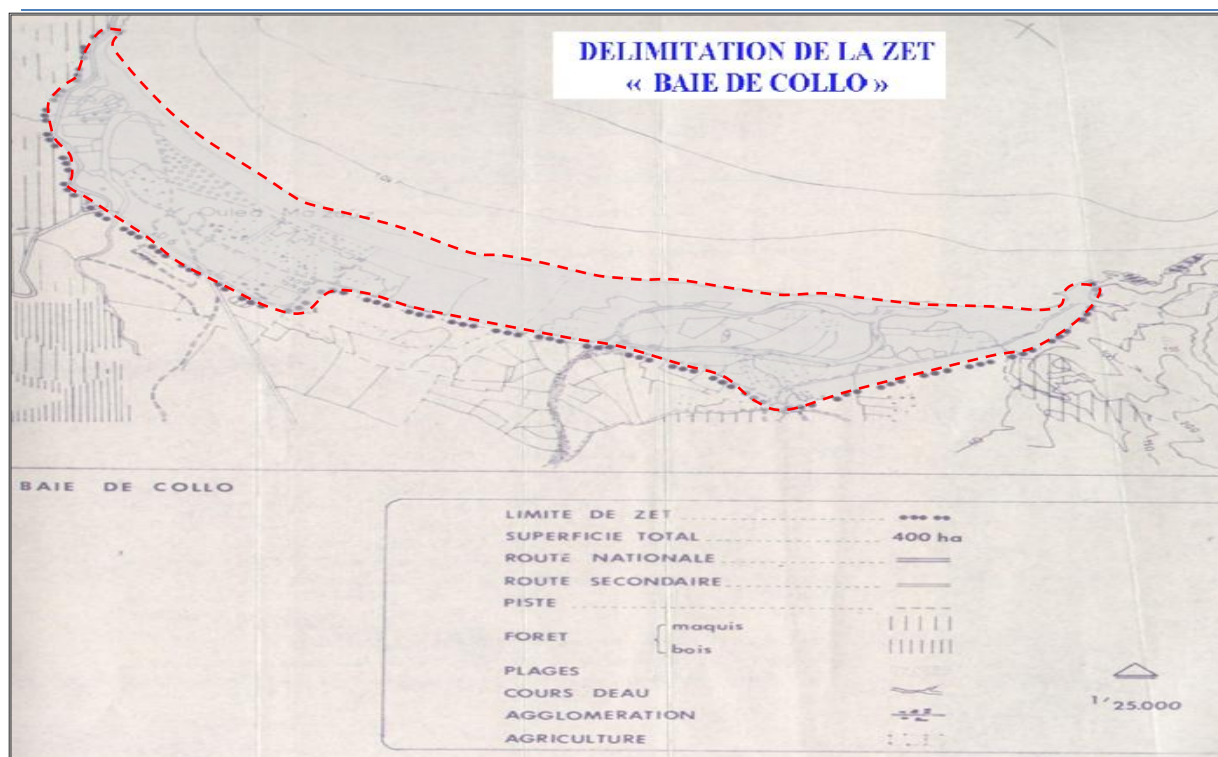 DELIMITATION DE LA ZET
« BAIE DE COLLO »
BAIE DE COLLO
LIMITE DE ZET
SUPERFICIE TOTAL 400 ha
ROUTE NATIONALE
ROUTE SECONDAIRE
PISTE
FORET
maquis
bois
PLAGES
COURS DEAU
AGGLOMERATION
AGRICULTURE
1/25.000